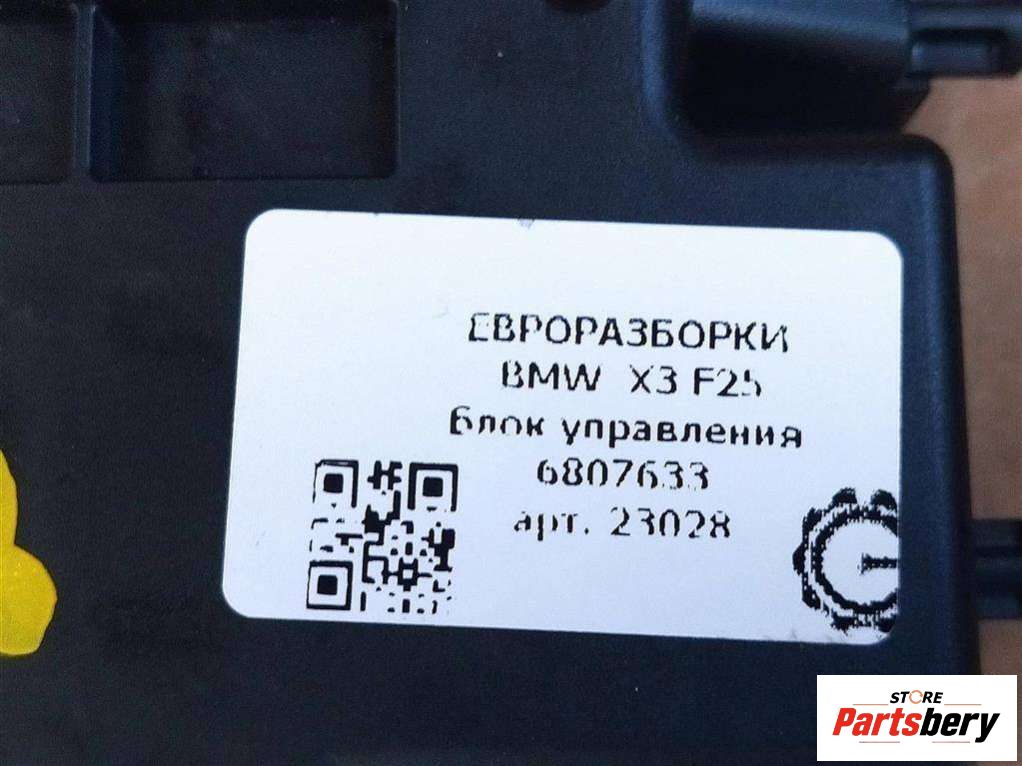 ЕВРОРАЗБОРКИ
BMW X3 F25
Блок управления
6807633
арт. 23028
STORE
Partsbery